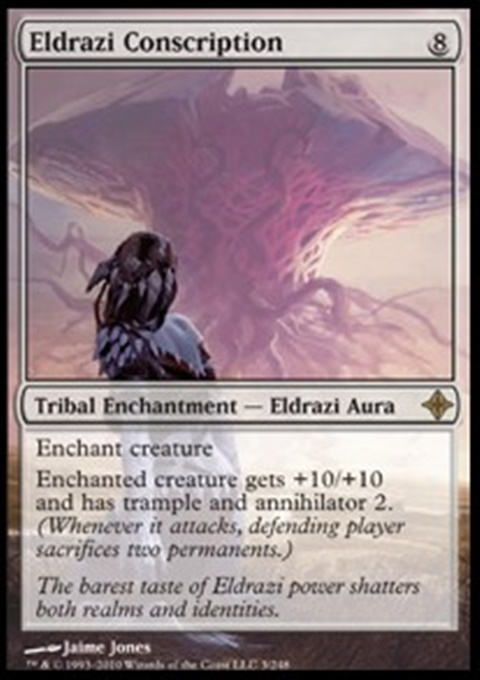 Eldrazi Conscription 8
Tribal Enchantment — Eldrazi Aura
Enchant creature
Enchanted creature gets +10/+10
and has trample and annihilator 2.
(Whenever it attacks, defending player
sacrifices two permanents.)
The barest taste of Eldrazi power shatters
both realms and identities.
Jaime Jones
™ & © 1993-2010 Wizards of the Coast LLC 3/248